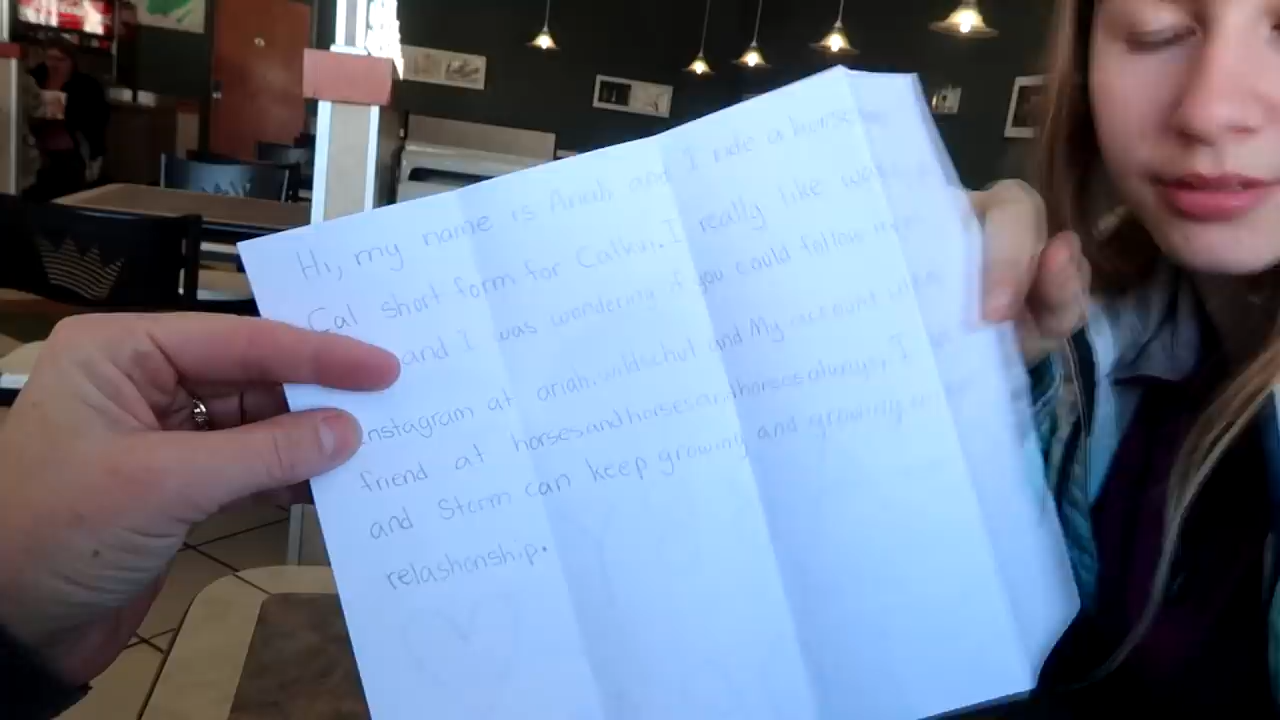 Hi, my name is Ariah and I ride a horse
Cal short form for Calku. I really like
and I was wondering if you could follow
instagram at ariah.wildschut and My account with
friend at horsesandhorsesandhorsesalways. I
and Storm can keep growing and growing
relashonship.